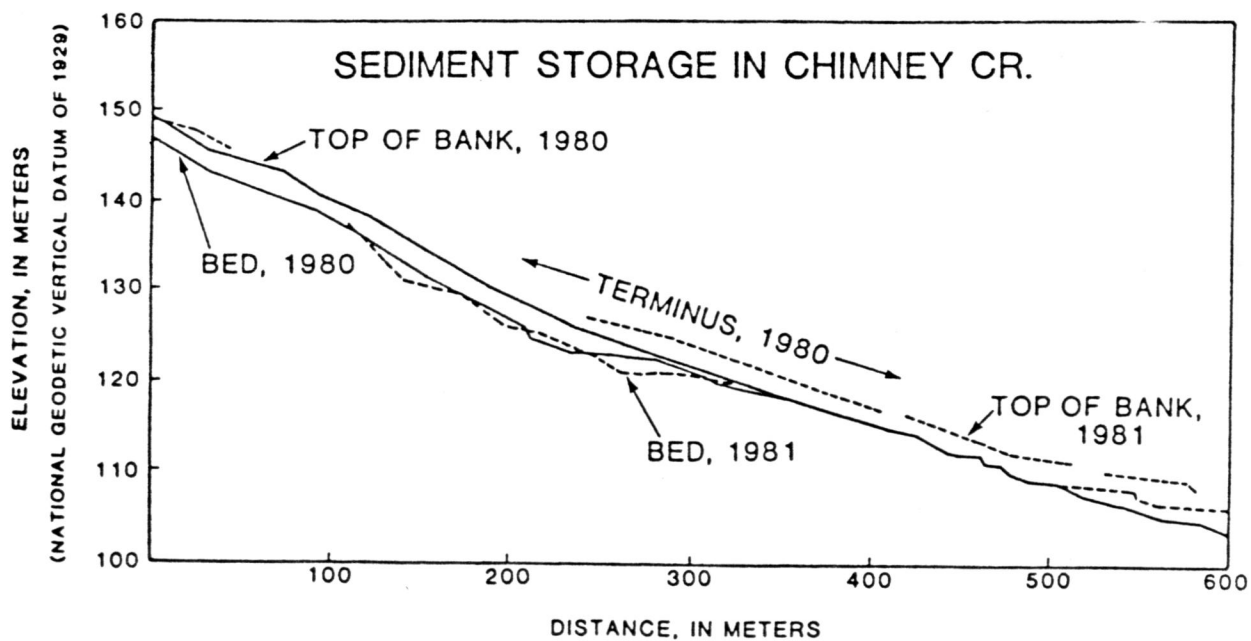 SEDIMENT STORAGE IN CHIMNEY CR.
ELEVATION, IN METERS
(NATIONAL GEODETIC VERTICAL DATUM OF 1929)
160
150
140
130
120
110
100
TOP OF BANK, 1980
BED, 1980
TERMINUS, 1980
TOP OF BANK,
1981
BED, 1981
100
200
300
400
500
600
DISTANCE, IN METERS